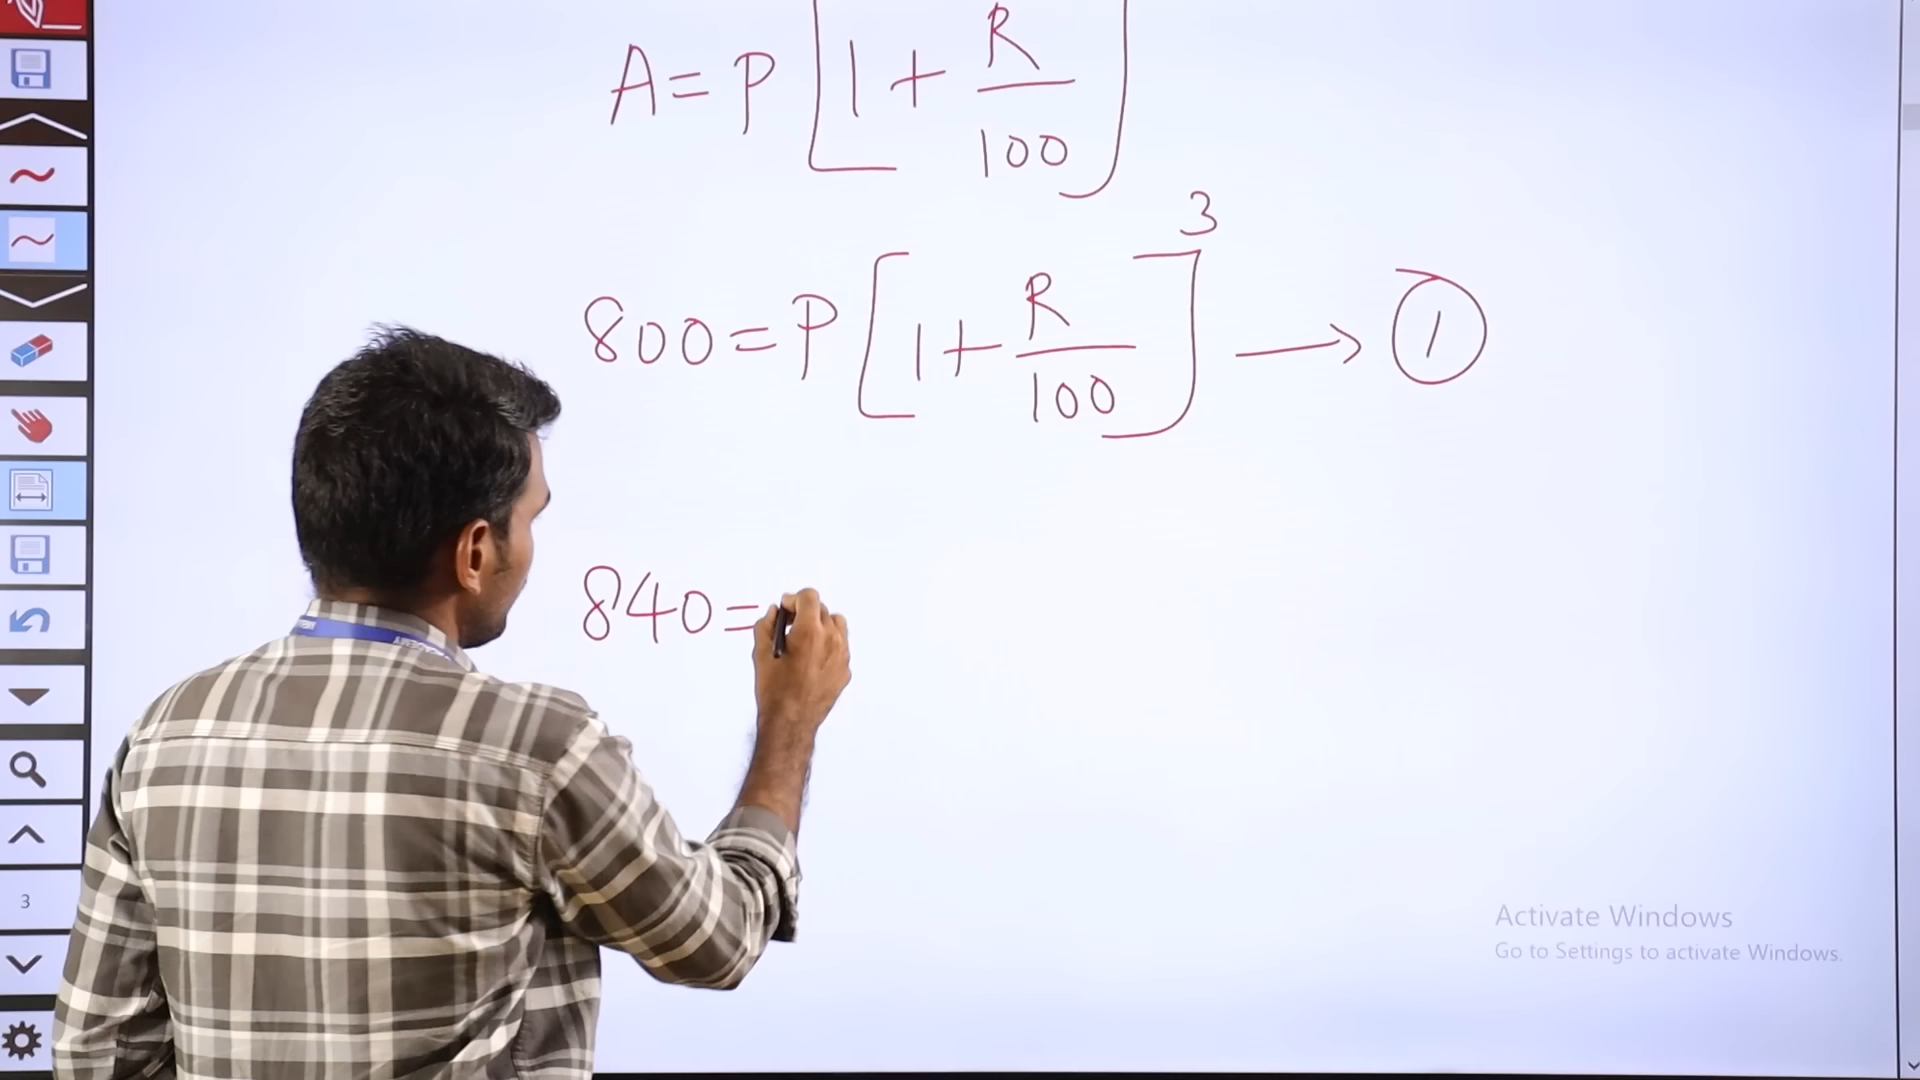 A = P [ 1 + R/100 ]
800 = P [ 1 + R/100 ]³ → ①
840 =
3
Activate Windows
Go to Settings to activate Windows.